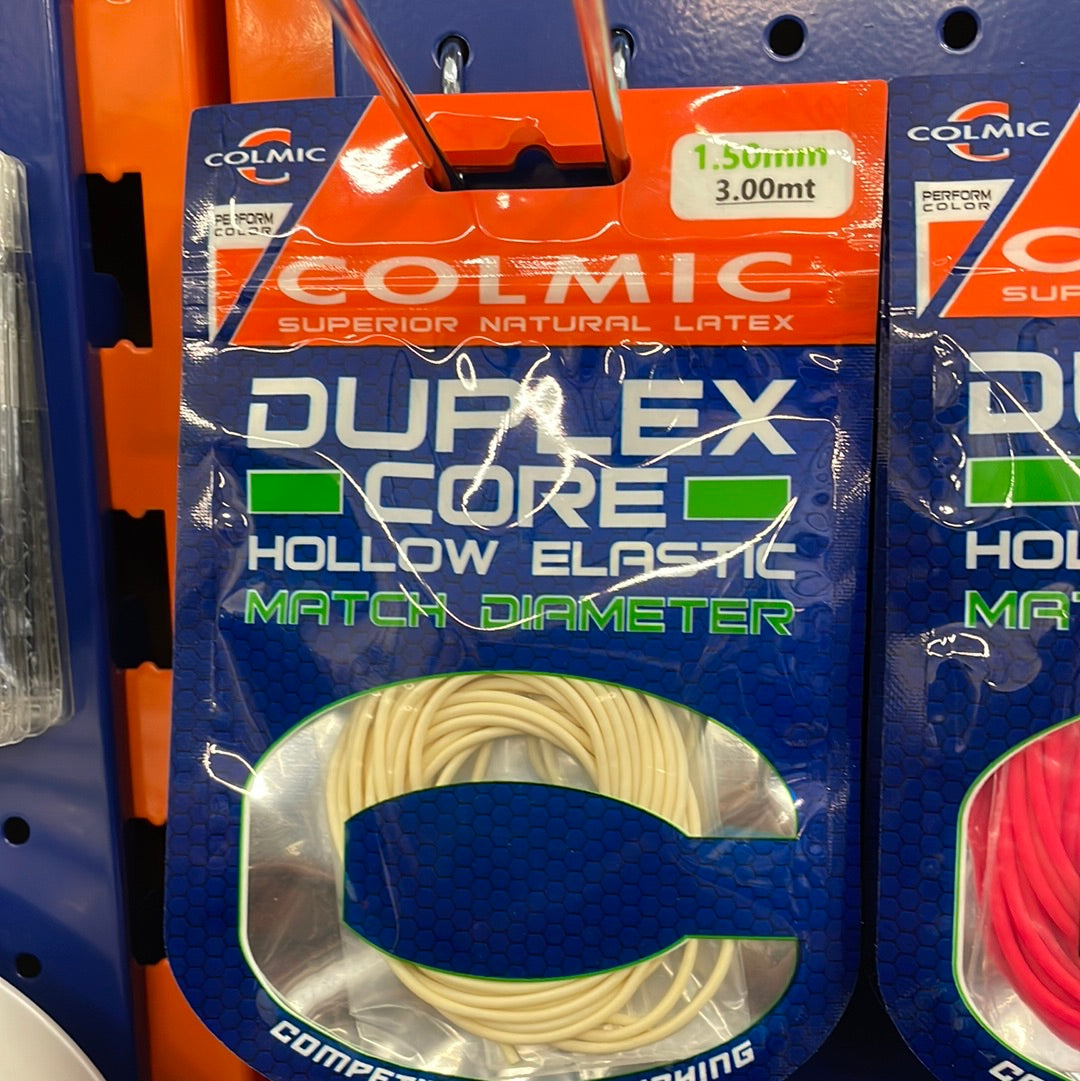 COLMIC
PERFORM
COLOR
1.50mm
3.00mt
COLMIC
SUPERIOR NATURAL LATEX
DUPLEX
CORE
HOLLOW ELASTIC
MATCH DIAMETER
COLMIC
PERFORM
COLOR